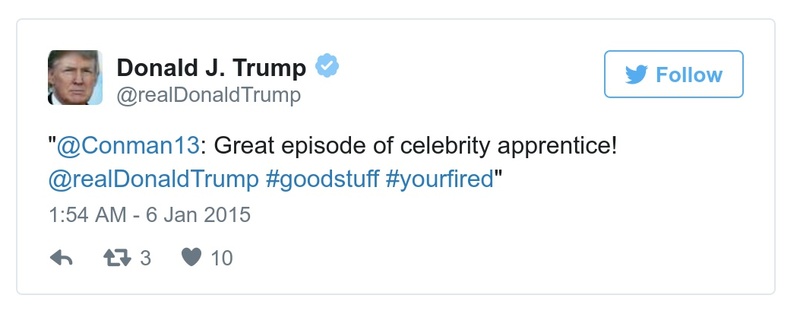 Donald J. Trump
@realDonaldTrump
Follow
"@Conman13: Great episode of celebrity apprentice!
@realDonaldTrump #goodstuff #yourfired"
1:54 AM - 6 Jan 2015
3 10